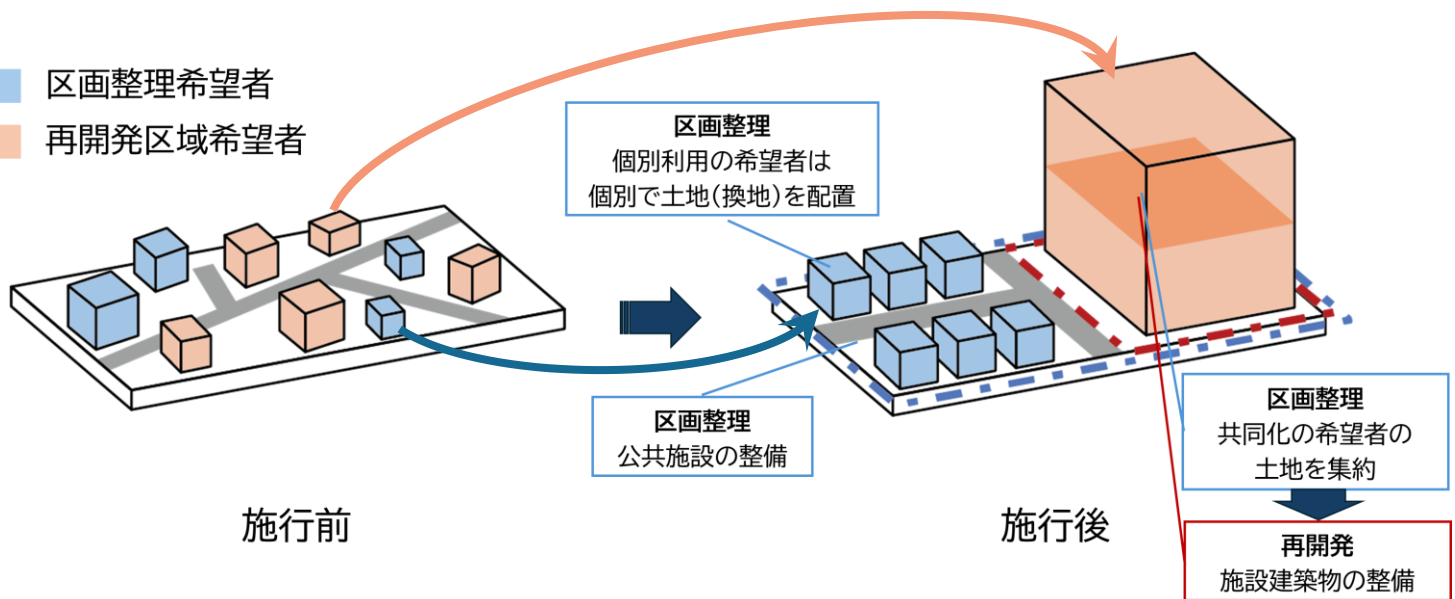 区画整理希望者
再開発区域希望者
区画整理
個別利用の希望者は
個別で土地(換地)を配置
区画整理
公共施設の整備
区画整理
共同化の希望者の
土地を集約
再開発
施設建築物の整備
施行前
施行後